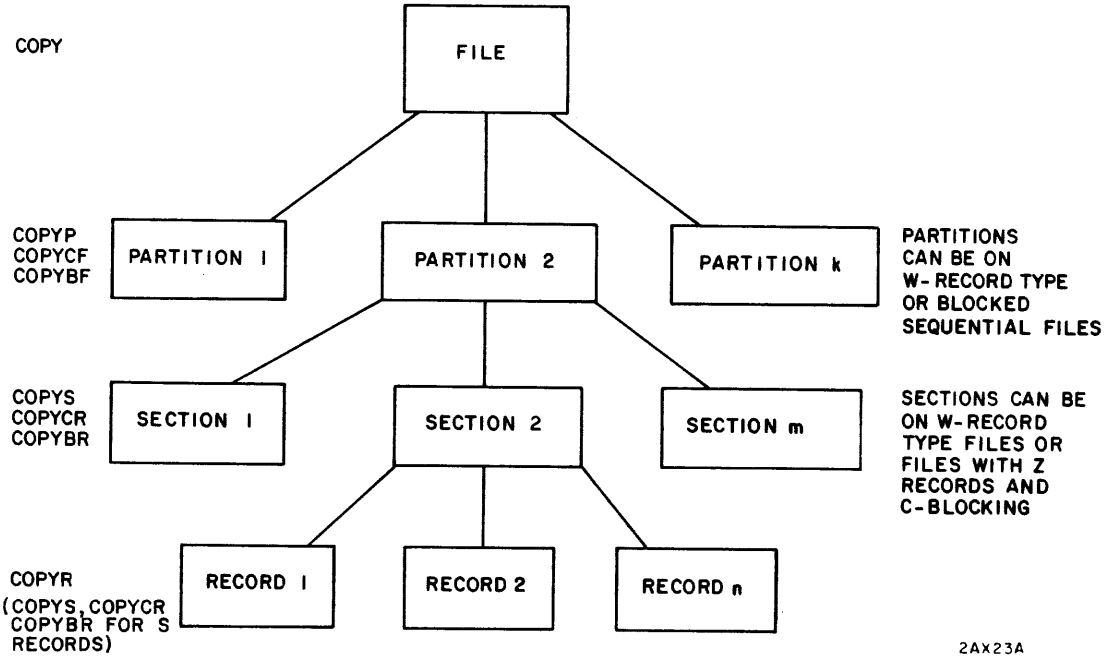 COPY
FILE
COPYP
COPYCF
COPYBF
PARTITION 1
PARTITION 2
PARTITION k
PARTITIONS
CAN BE ON
W-RECORD TYPE
OR BLOCKED
SEQUENTIAL FILES
COPYS
COPYCR
COPYBR
SECTION 1
SECTION 2
SECTION m
SECTIONS CAN BE
ON W-RECORD
TYPE FILES OR
FILES WITH Z
RECORDS AND
C-BLOCKING
COPYR
(COPYS,COPYCR
COPYBR FOR S
RECORDS)
RECORD 1
RECORD 2
RECORD n
2AX23A